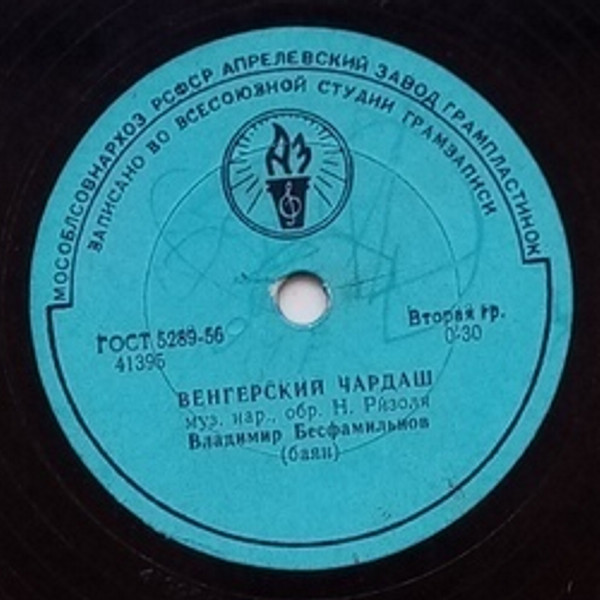 МОСОБЛСОВНАРХОЗ РСФСР АПРЕЛЕВСКИЙ ЗАВОД ГРАМПЛАСТИНОК
ЗАПИСАНО ВО ВСЕСОЮЗНОЙ СТУДИИ ГРАМЗАПИСИ
АЗ
ГОСТ 5289-56
41395
Вторая гр.
0-30
ВЕНГЕРСКИЙ ЧАРДАШ
муз. нар., обр. Н. Ризоля
Владимир Бесфамильнов
(баян)